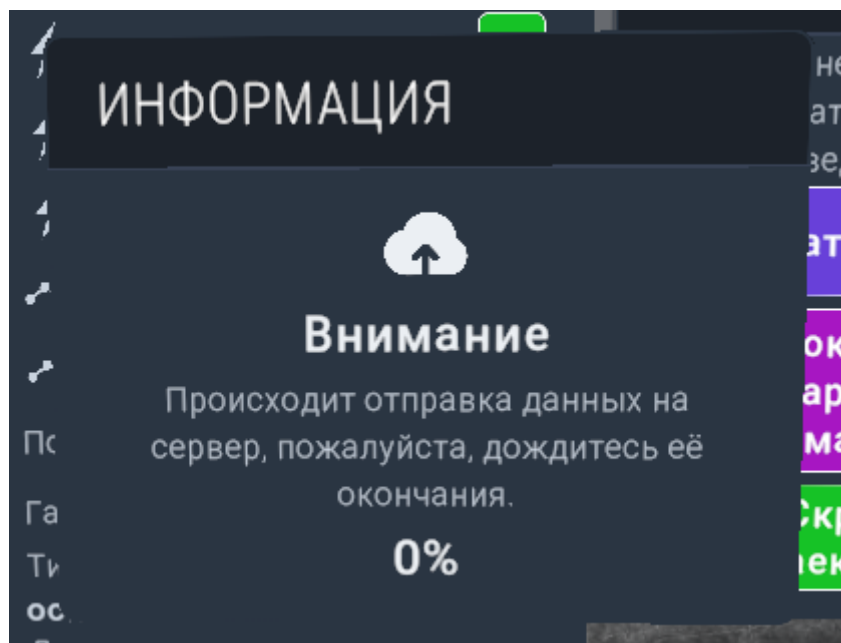 ИНФОРМАЦИЯ
Внимание
Происходит отправка данных на
сервер, пожалуйста, дождитесь её
окончания.
0%